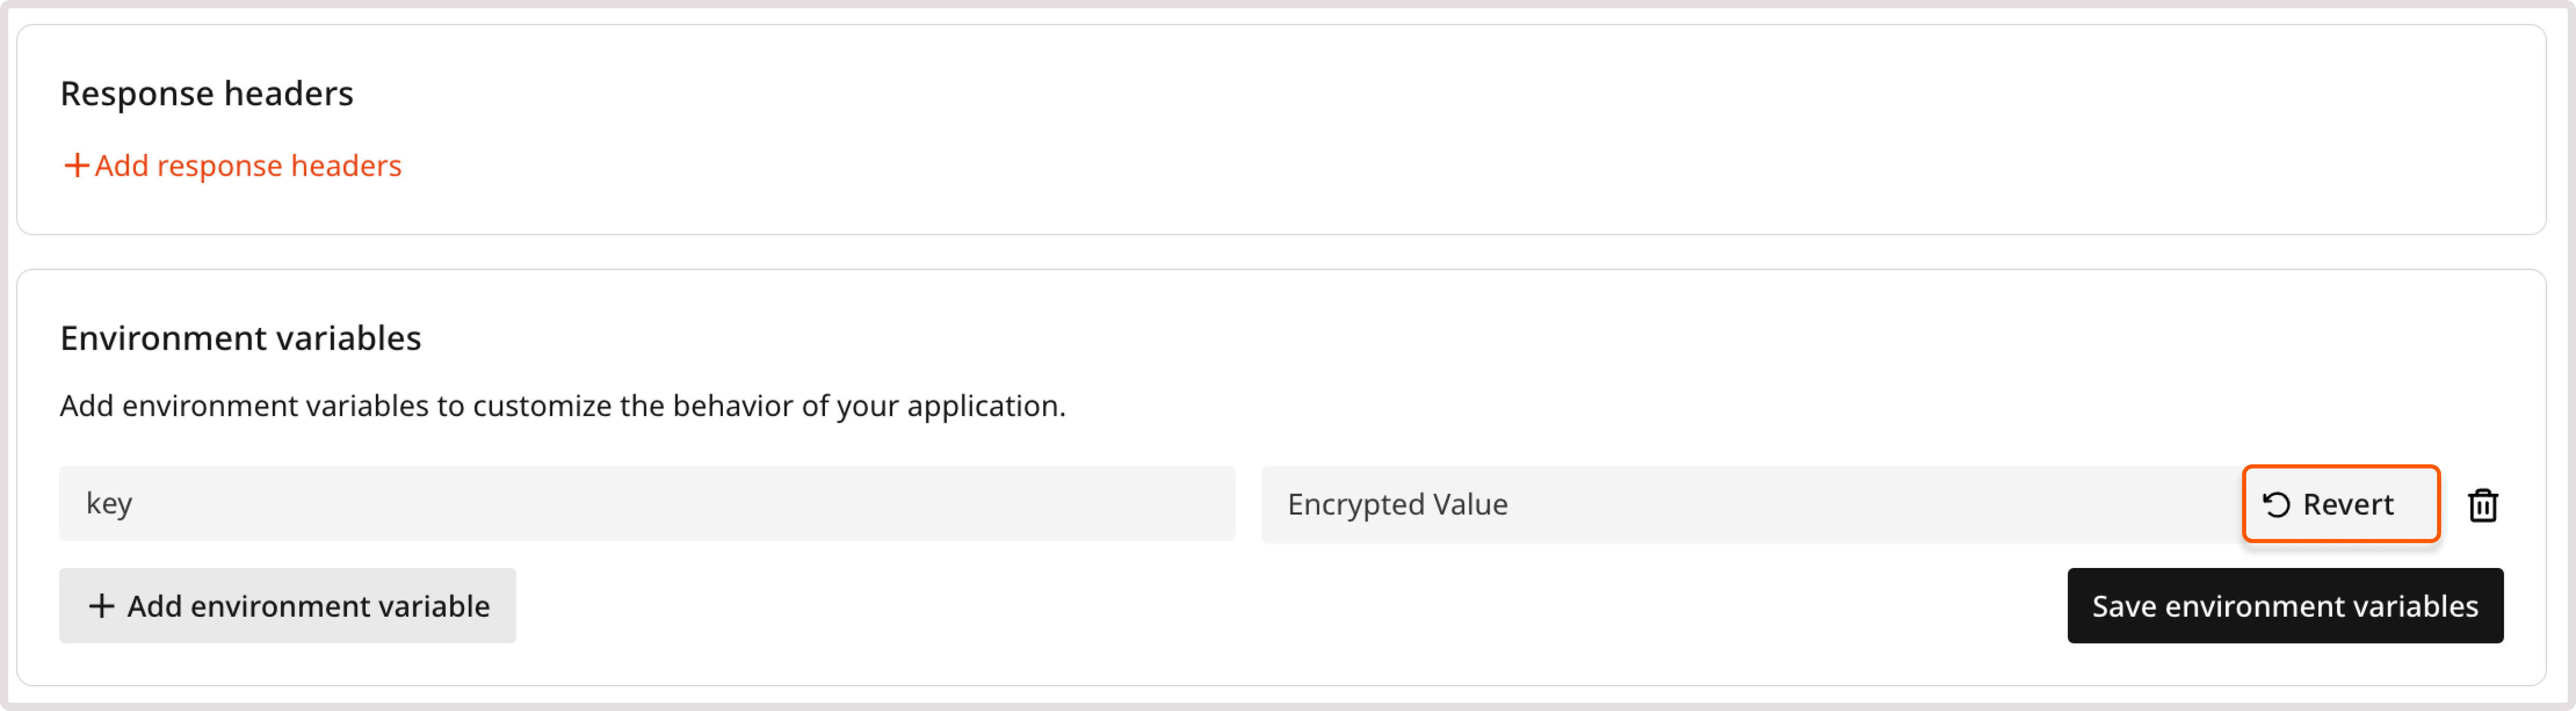 Response headers
+Add response headers
Environment variables
Add environment variables to customize the behavior of your application.
key
Encrypted Value
Revert
+ Add environment variable
Save environment variables